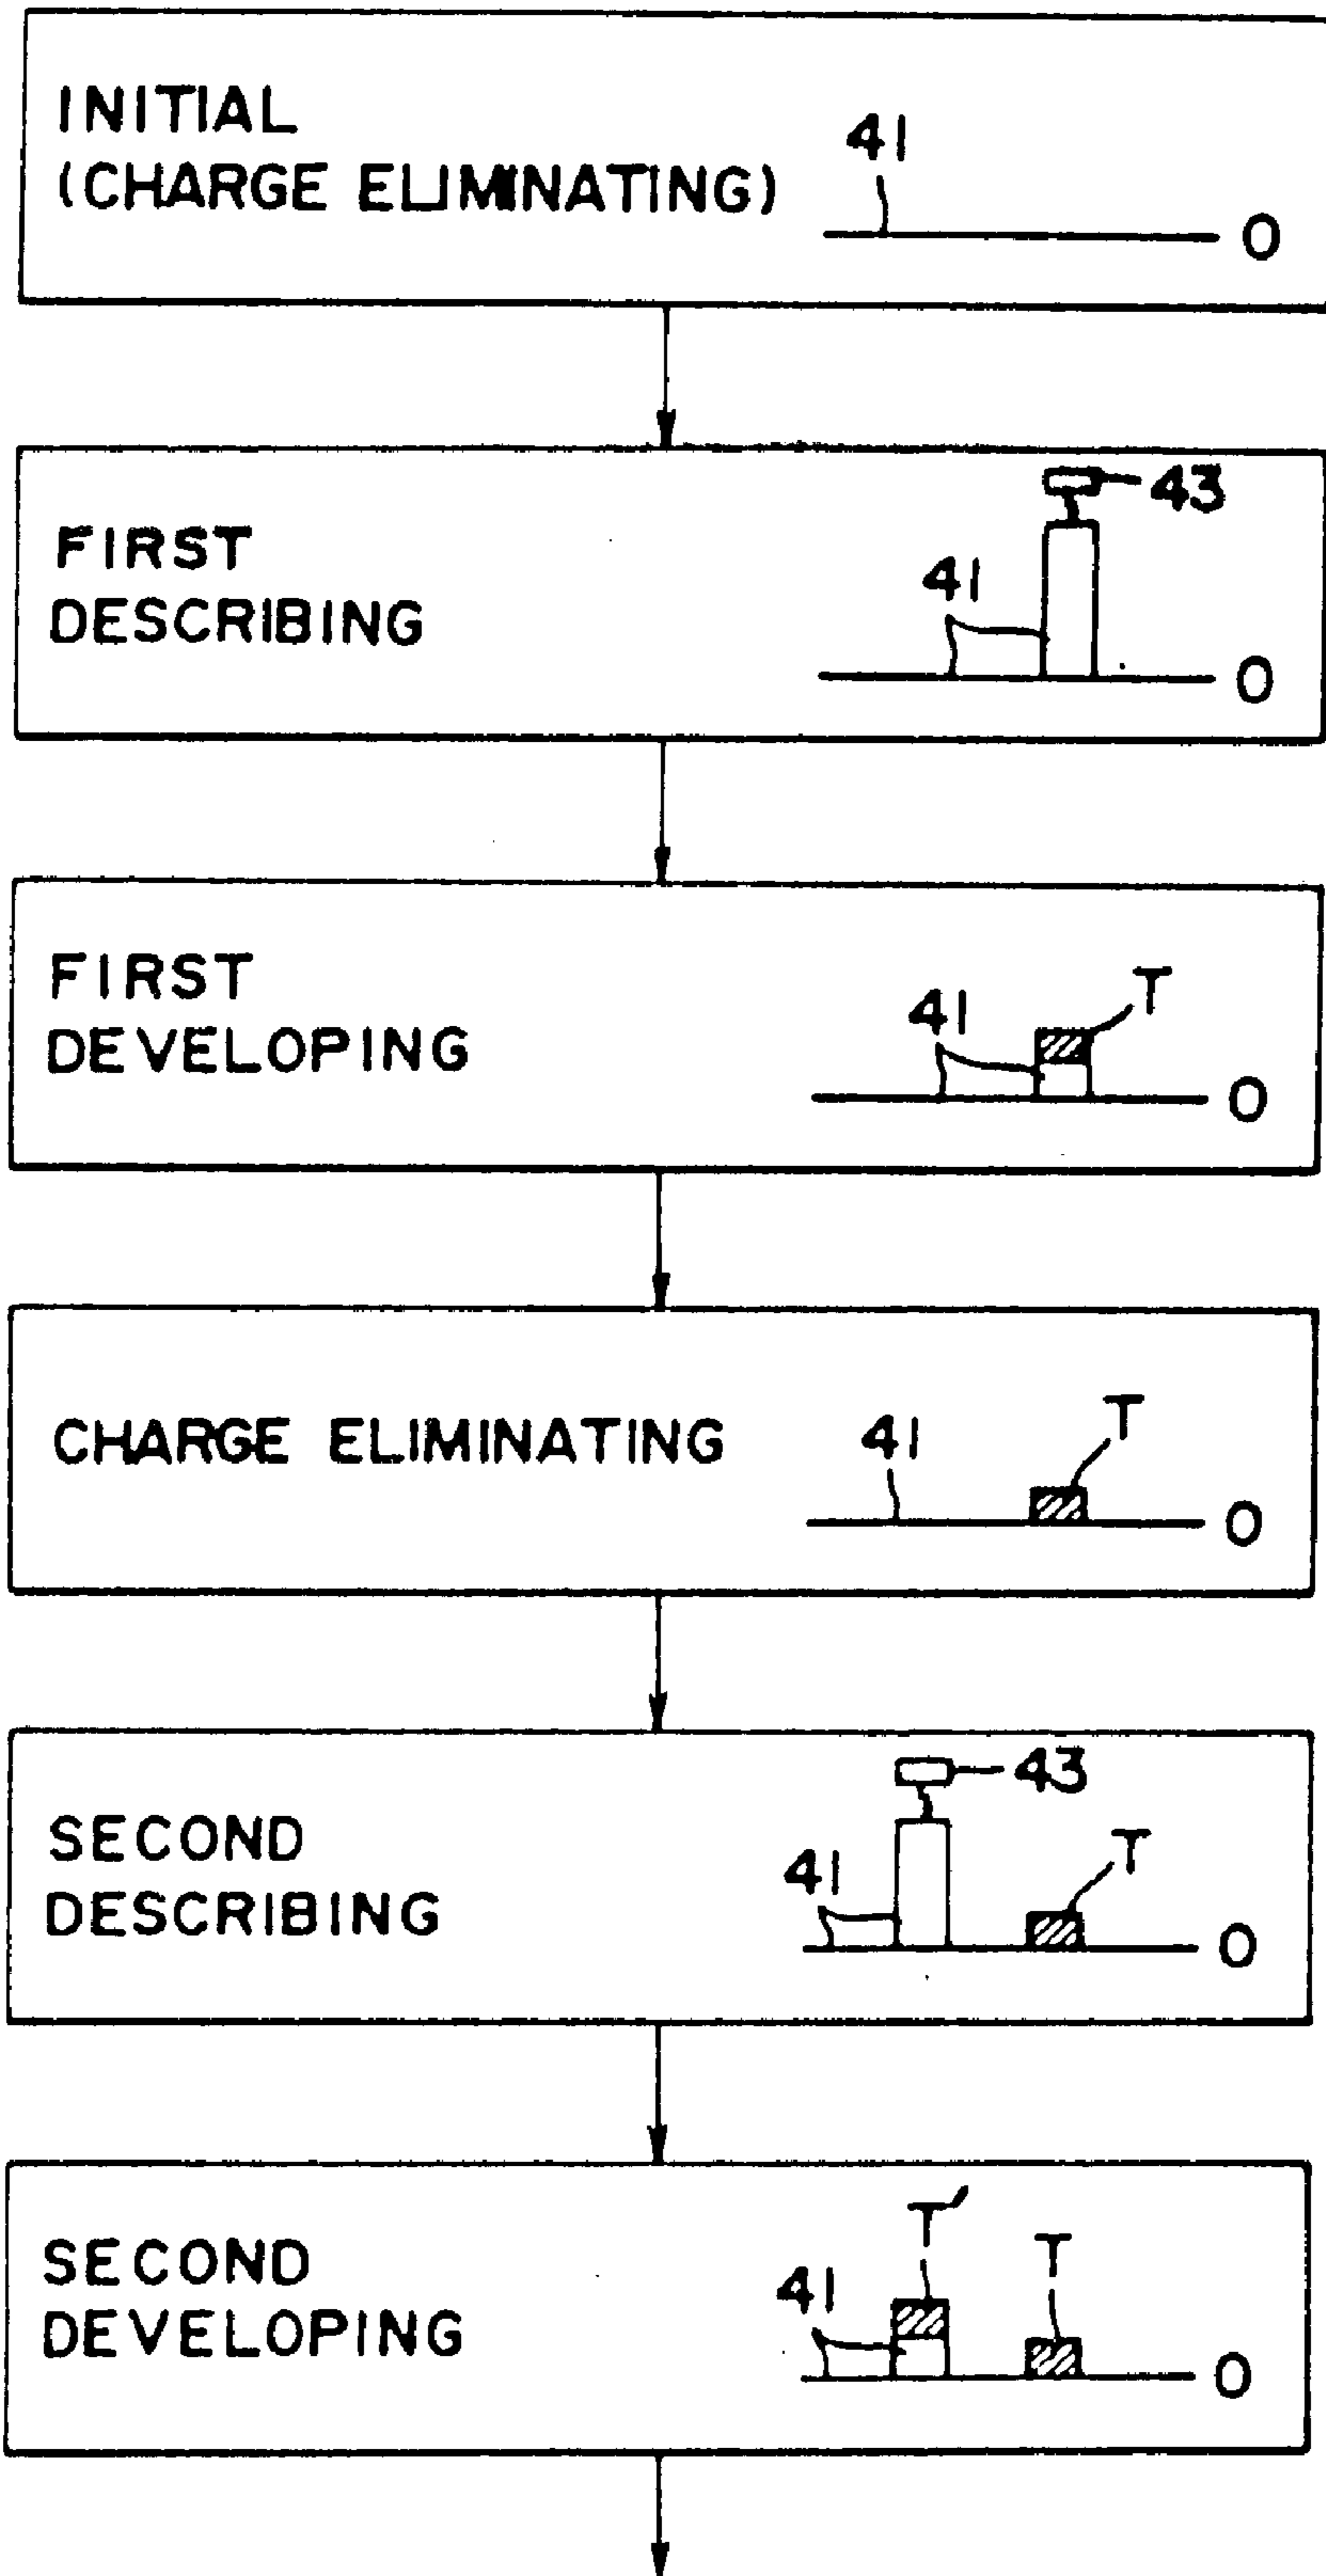 INITIAL
(CHARGE ELIMINATING)
41
0
FIRST
DESCRIBING
43
41
0
FIRST
DEVELOPING
T
41
0
CHARGE ELIMINATING
41
T
0
SECOND
DESCRIBING
43
41
T
0
SECOND
DEVELOPING
T'
T
41
0